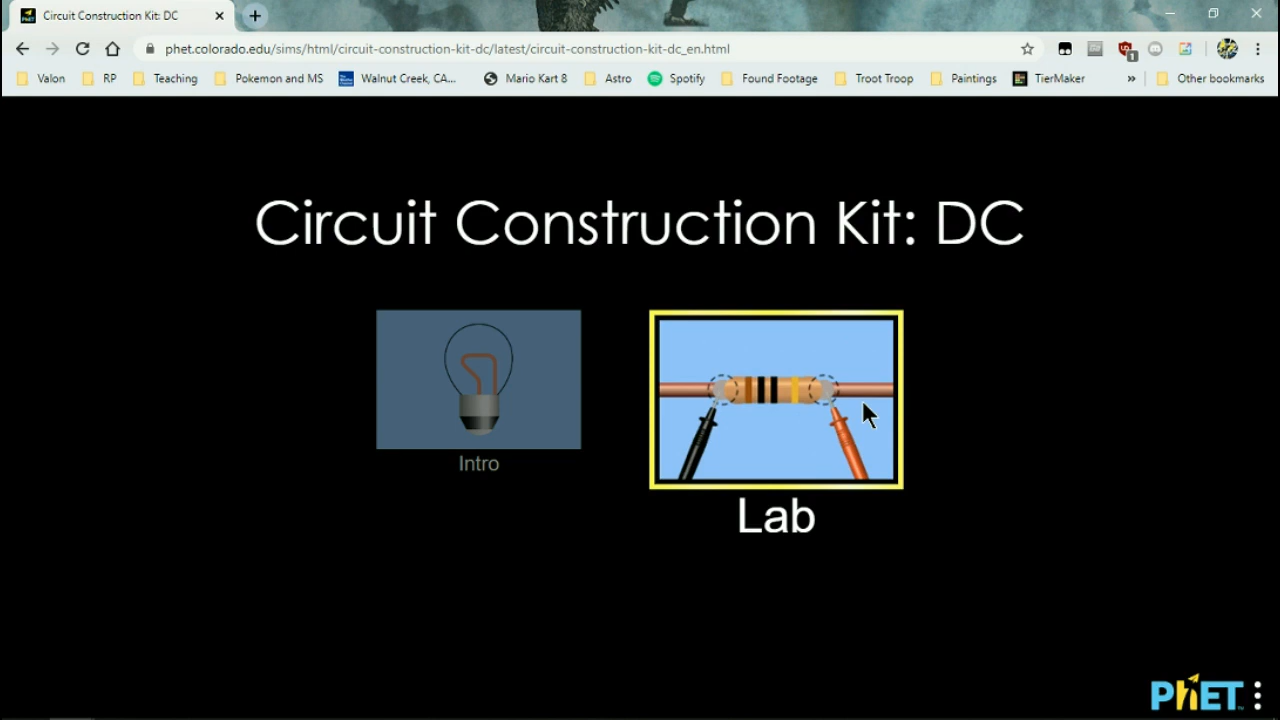 Circuit Construction Kit: DC
phet.colorado.edu/sims/html/circuit-construction-kit-dc/latest/circuit-construction-kit-dc_en.html
1
Valon RP Teaching Pokemon and MS Walnut Creek, CA... Mario Kart 8 Astro Spotify Found Footage Troot Troop Paintings TierMaker » Other bookmarks
Circuit Construction Kit: DC
Intro
Lab
PhET